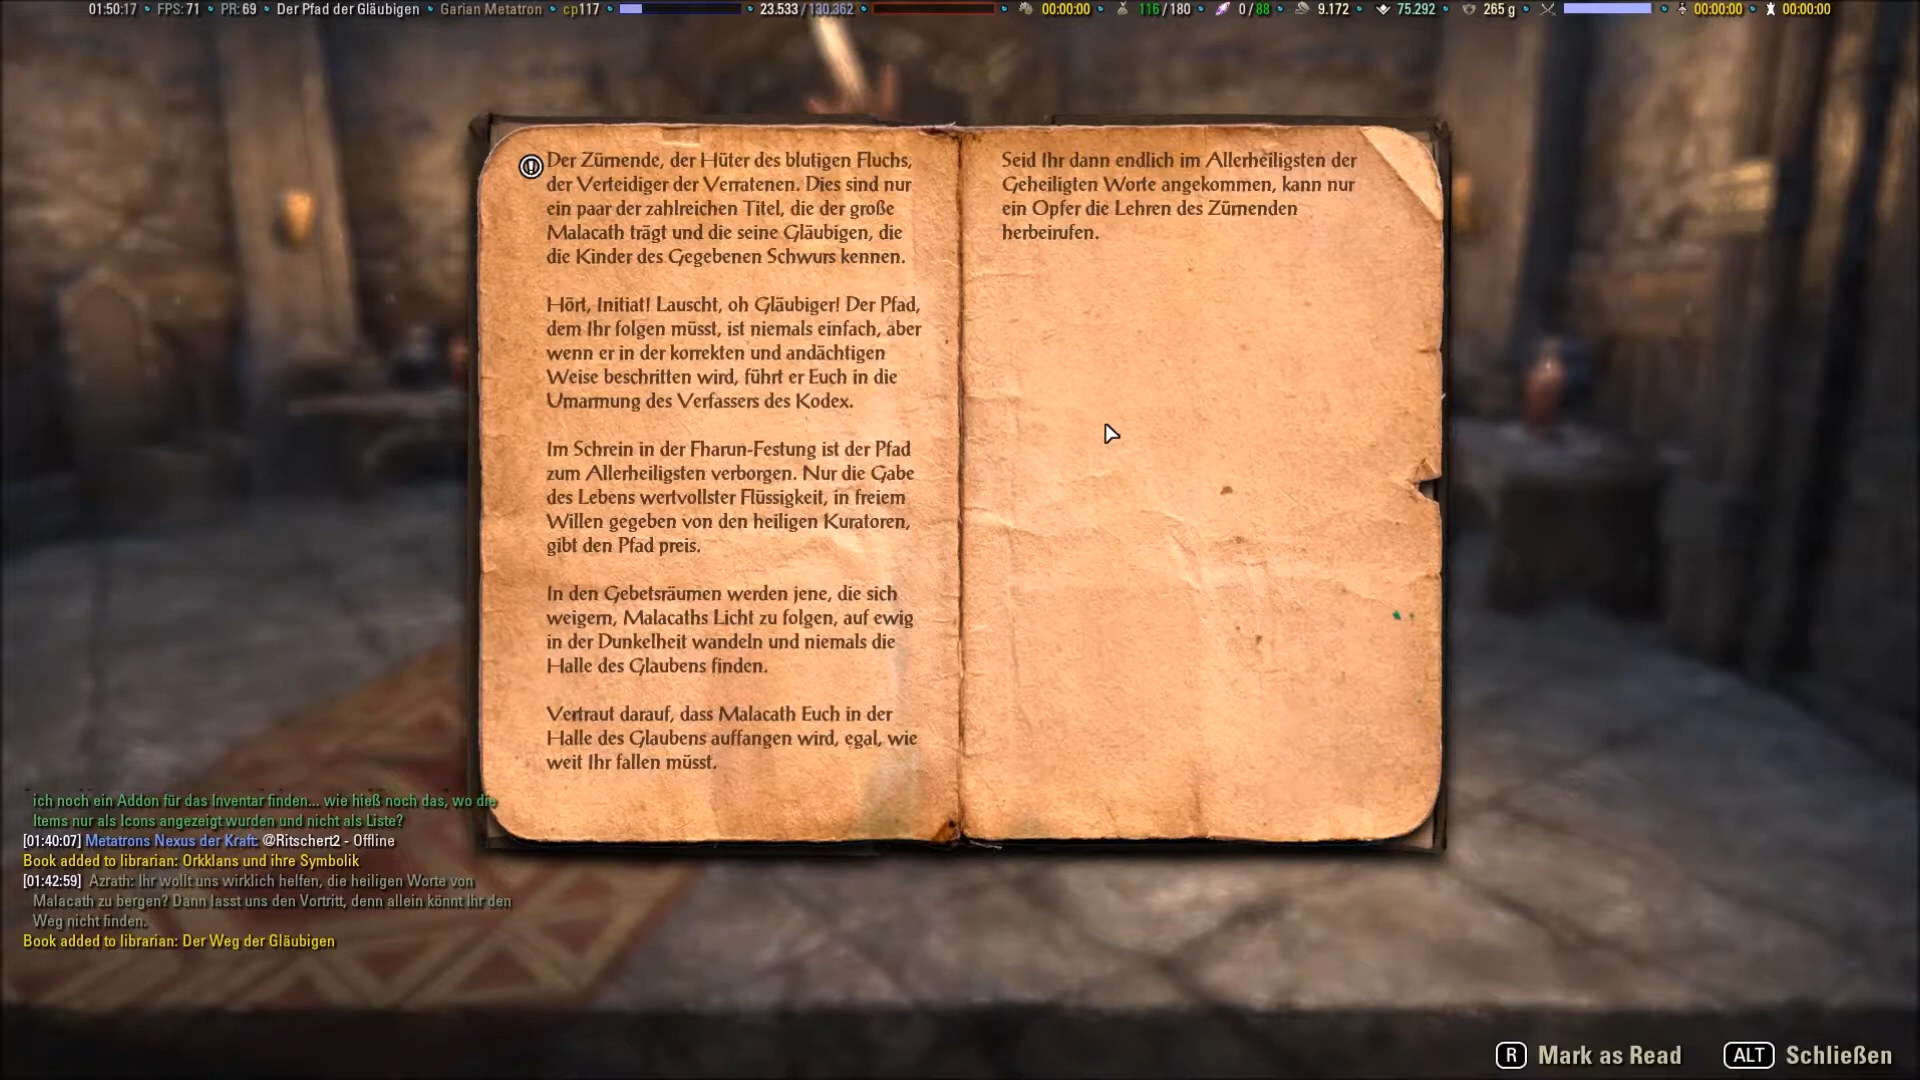 01:50:17 • FPS: 71 • PR: 69 • Der Pfad der Gläubigen • Garian Metatron • cp117 • 23.533 / 130.362 • 00:00:00 • 116 / 180 • 0 / 88 • 9.172 • 75.292 • 265 g • 00:00:00 • 00:00:00
Der Zürnende, der Hüter des blutigen Fluchs,
der Verteidiger der Verratenen. Dies sind nur
ein paar der zahlreichen Titel, die der große
Malacath trägt und die seine Gläubigen, die
die Kinder des Gegebenen Schwurs kennen.
Hört, Initiat! Lauscht, oh Gläubiger! Der Pfad,
dem Ihr folgen müsst, ist niemals einfach, aber
wenn er in der korrekten und andächtigen
Weise beschritten wird, führt er Euch in die
Umarmung des Verfassers des Kodex.
Im Schrein in der Fharun-Festung ist der Pfad
zum Allerheiligsten verborgen. Nur die Gabe
des Lebens wertvollster Flüssigkeit, in freiem
Willen gegeben von den heiligen Kuratoren,
gibt den Pfad preis.
In den Gebetsräumen werden jene, die sich
weigern, Malacaths Licht zu folgen, auf ewig
in der Dunkelheit wandeln und niemals die
Halle des Glaubens finden.
Vertraut darauf, dass Malacath Euch in der
Halle des Glaubens auffangen wird, egal, wie
weit Ihr fallen müsst.
Seid Ihr dann endlich im Allerheiligsten der
Geheiligten Worte angekommen, kann nur
ein Opfer die Lehren des Zürnenden
herbeirufen.
ich noch ein Addon für das Inventar finden... wie hieß noch das, wo die
Items nur als Icons angezeigt wurden und nicht als Liste?
[01:40:07] Metatrons Nexus der Kraft: @Ritschert2 - Offline
Book added to librarian: Orkklans und ihre Symbolik
[01:42:59] Azrath: Ihr wollt uns wirklich helfen, die heiligen Worte von
Malacath zu bergen? Dann lasst uns den Vortritt, denn allein könnt Ihr den
Weg nicht finden.
Book added to librarian: Der Weg der Gläubigen
R Mark as Read ALT Schließen